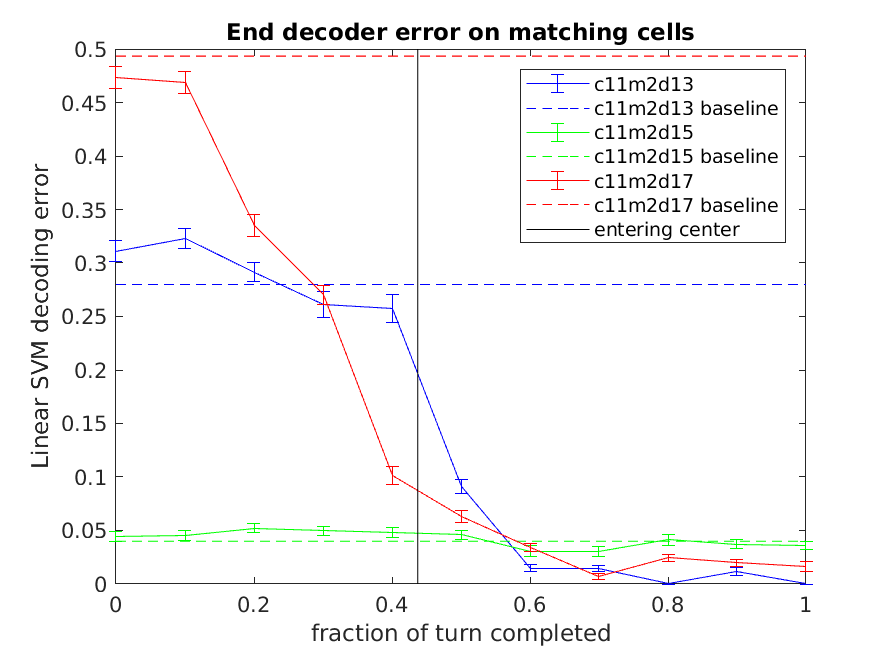 End decoder error on matching cells
Linear SVM decoding error
0.5
0.45
0.4
0.35
0.3
0.25
0.2
0.15
0.1
0.05
0
c11m2d13
c11m2d13 baseline
c11m2d15
c11m2d15 baseline
c11m2d17
c11m2d17 baseline
entering center
0 0.2 0.4 0.6 0.8 1
fraction of turn completed